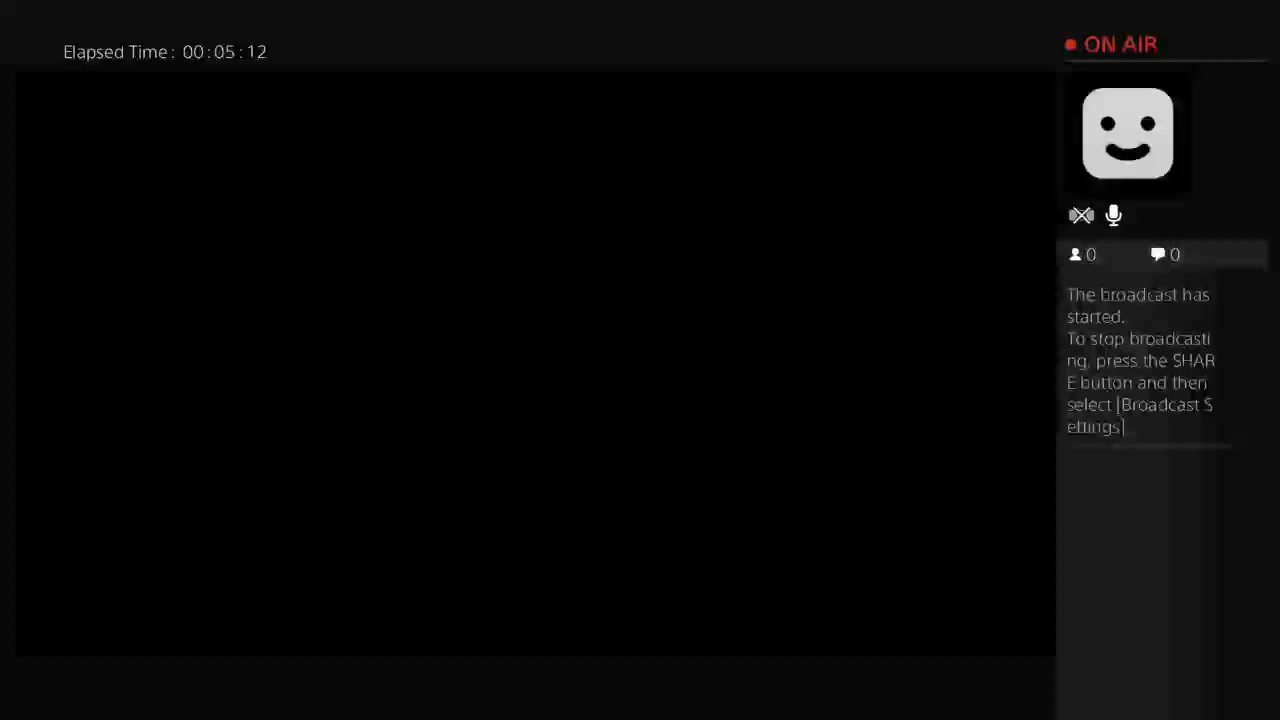 Elapsed Time: 00:05:12
ON AIR
0 0
The broadcast has
started.
To stop broadcasti
ng, press the SHAR
E button and then
select [Broadcast S
ettings]